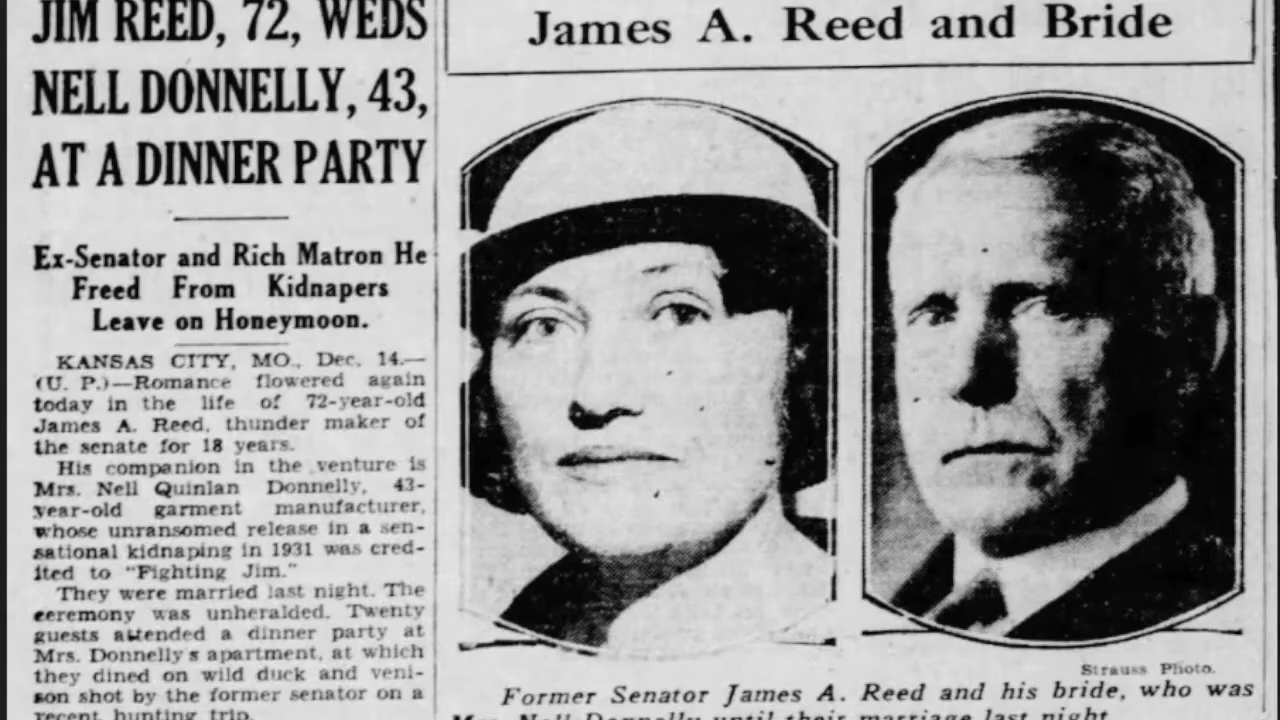 JIM REED, 72, WEDS
NELL DONNELLY, 43,
AT A DINNER PARTY
Ex-Senator and Rich Matron He
Freed From Kidnapers
Leave on Honeymoon.
KANSAS CITY, MO., Dec. 14.—
(U. P.)—Romance flowered again
today in the life of 72-year-old
James A. Reed, thunder maker of
the senate for 18 years.
His companion in the venture is
Mrs. Nell Quinlan Donnelly, 43-
year-old garment manufacturer,
whose unransomed release in a sen-
sational kidnaping in 1931 was cred-
ited to "Fighting Jim."
They were married last night. The
ceremony was unheralded. Twenty
guests attended a dinner party at
Mrs. Donnelly's apartment, at which
they dined on wild duck and veni-
son shot by the former senator on a
recent hunting trip.
James A. Reed and Bride
Strauss Photo.
Former Senator James A. Reed and his bride, who was
Mrs. Nell Donnelly until their marriage last night.